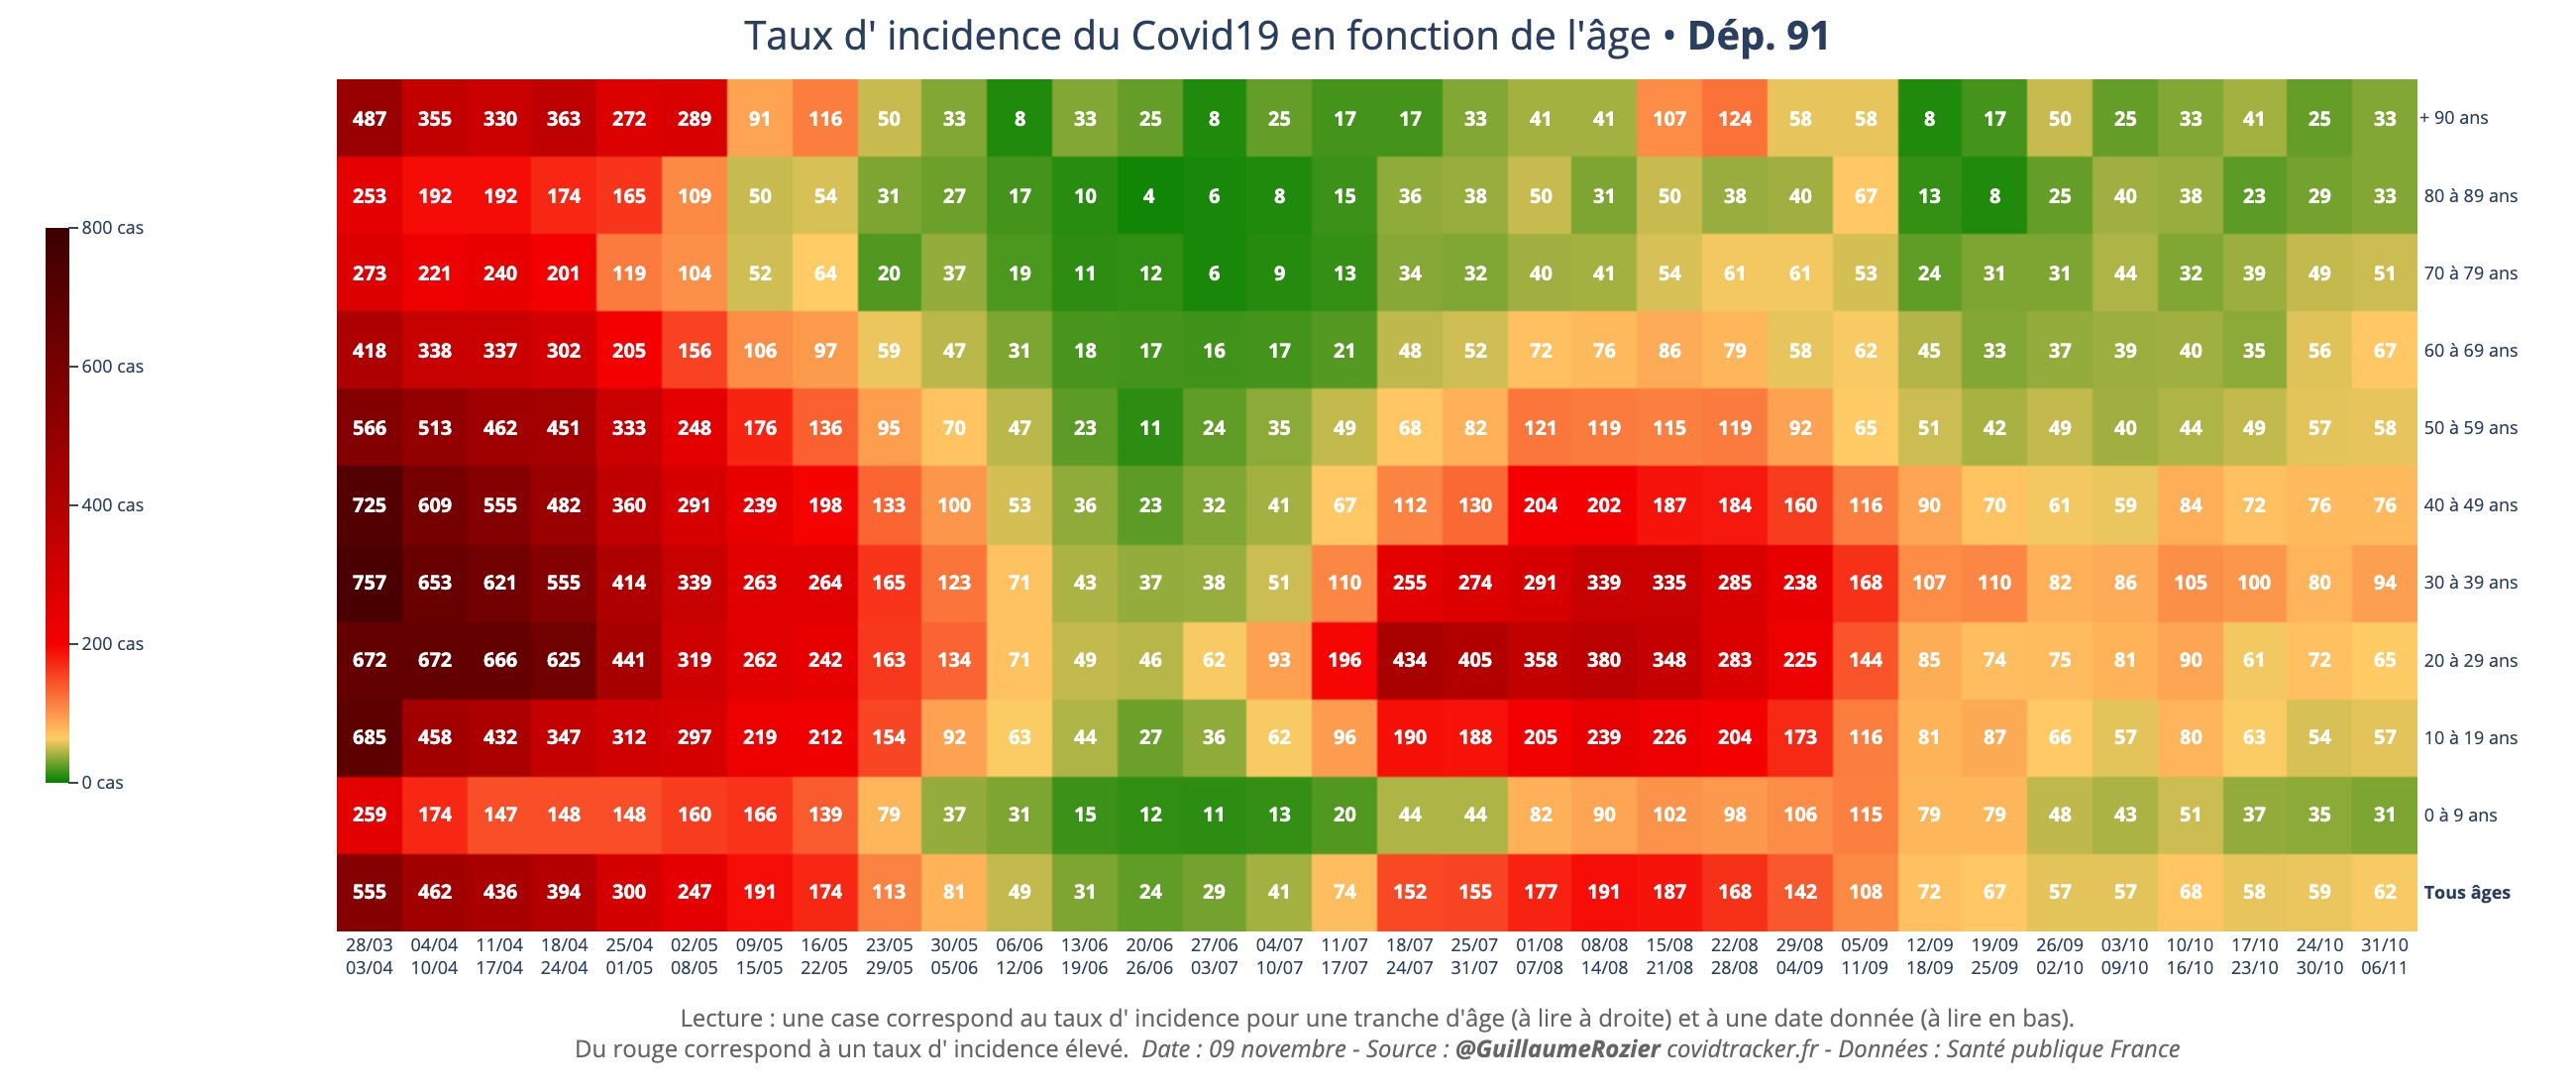 Taux d' incidence du Covid19 en fonction de l'âge • Dép. 91
800 cas
600 cas
400 cas
200 cas
0 cas
487 355 330 363 272 289 91 116 50 33 8 33 25 8 25 17 17 33 41 41 107 124 58 58 8 17 50 25 33 41 25 33 + 90 ans
253 192 192 174 165 109 50 54 31 27 17 10 4 6 8 15 36 38 50 31 50 38 40 67 13 8 25 40 38 23 29 33 80 à 89 ans
273 221 240 201 119 104 52 64 20 37 19 11 12 6 9 13 34 32 40 41 54 61 61 53 24 31 31 44 32 39 49 51 70 à 79 ans
418 338 337 302 205 156 106 97 59 47 31 18 17 16 17 21 48 52 72 76 86 79 58 62 45 33 37 39 40 35 56 67 60 à 69 ans
566 513 462 451 333 248 176 136 95 70 47 23 11 24 35 49 68 82 121 119 115 119 92 65 51 42 49 40 44 49 57 58 50 à 59 ans
725 609 555 482 360 291 239 198 133 100 53 36 23 32 41 67 112 130 204 202 187 184 160 116 90 70 61 59 84 72 76 76 40 à 49 ans
757 653 621 555 414 339 263 264 165 123 71 43 37 38 51 110 255 274 291 339 335 285 238 168 107 110 82 86 105 100 80 94 30 à 39 ans
672 672 666 625 441 319 262 242 163 134 71 49 46 62 93 196 434 405 358 380 348 283 225 144 85 74 75 81 90 61 72 65 20 à 29 ans
685 458 432 347 312 297 219 212 154 92 63 44 27 36 62 96 190 188 205 239 226 204 173 116 81 87 66 57 80 63 54 57 10 à 19 ans
259 174 147 148 148 160 166 139 79 37 31 15 12 11 13 20 44 44 82 90 102 98 106 115 79 79 48 43 51 37 35 31 0 à 9 ans
555 462 436 394 300 247 191 174 113 81 49 31 24 29 41 74 152 155 177 191 187 168 142 108 72 67 57 57 68 58 59 62 Tous âges
28/03 04/04 11/04 18/04 25/04 02/05 09/05 16/05 23/05 30/05 06/06 13/06 20/06 27/06 04/07 11/07 18/07 25/07 01/08 08/08 15/08 22/08 29/08 05/09 12/09 19/09 26/09 03/10 10/10 17/10 24/10 31/10
03/04 10/04 17/04 24/04 01/05 08/05 15/05 22/05 29/05 05/06 12/06 19/06 26/06 03/07 10/07 17/07 24/07 31/07 07/08 14/08 21/08 28/08 04/09 11/09 18/09 25/09 02/10 09/10 16/10 23/10 30/10 06/11
Lecture : une case correspond au taux d' incidence pour une tranche d'âge (à lire à droite) et à une date donnée (à lire en bas).
Du rouge correspond à un taux d' incidence élevé. Date : 09 novembre - Source : @GuillaumeRozier covidtracker.fr - Données : Santé publique France